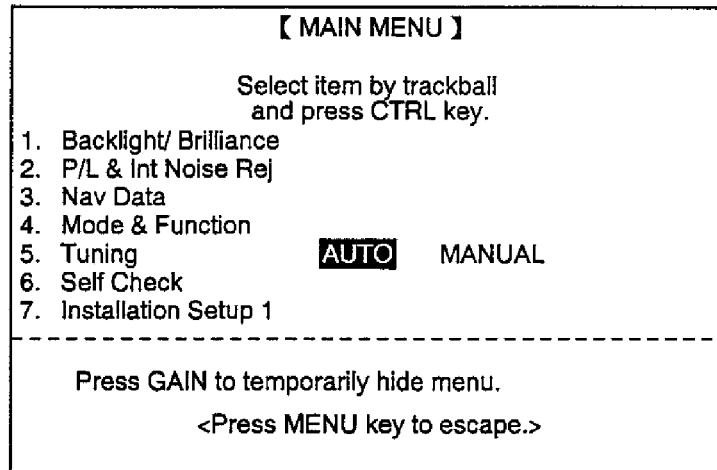 【 MAIN MENU 】
Select item by trackball
and press CTRL key.
1. Backlight/ Brilliance
2. P/L & Int Noise Rej
3. Nav Data
4. Mode & Function
5. Tuning AUTO MANUAL
6. Self Check
7. Installation Setup 1
Press GAIN to temporarily hide menu.
<Press MENU key to escape.>